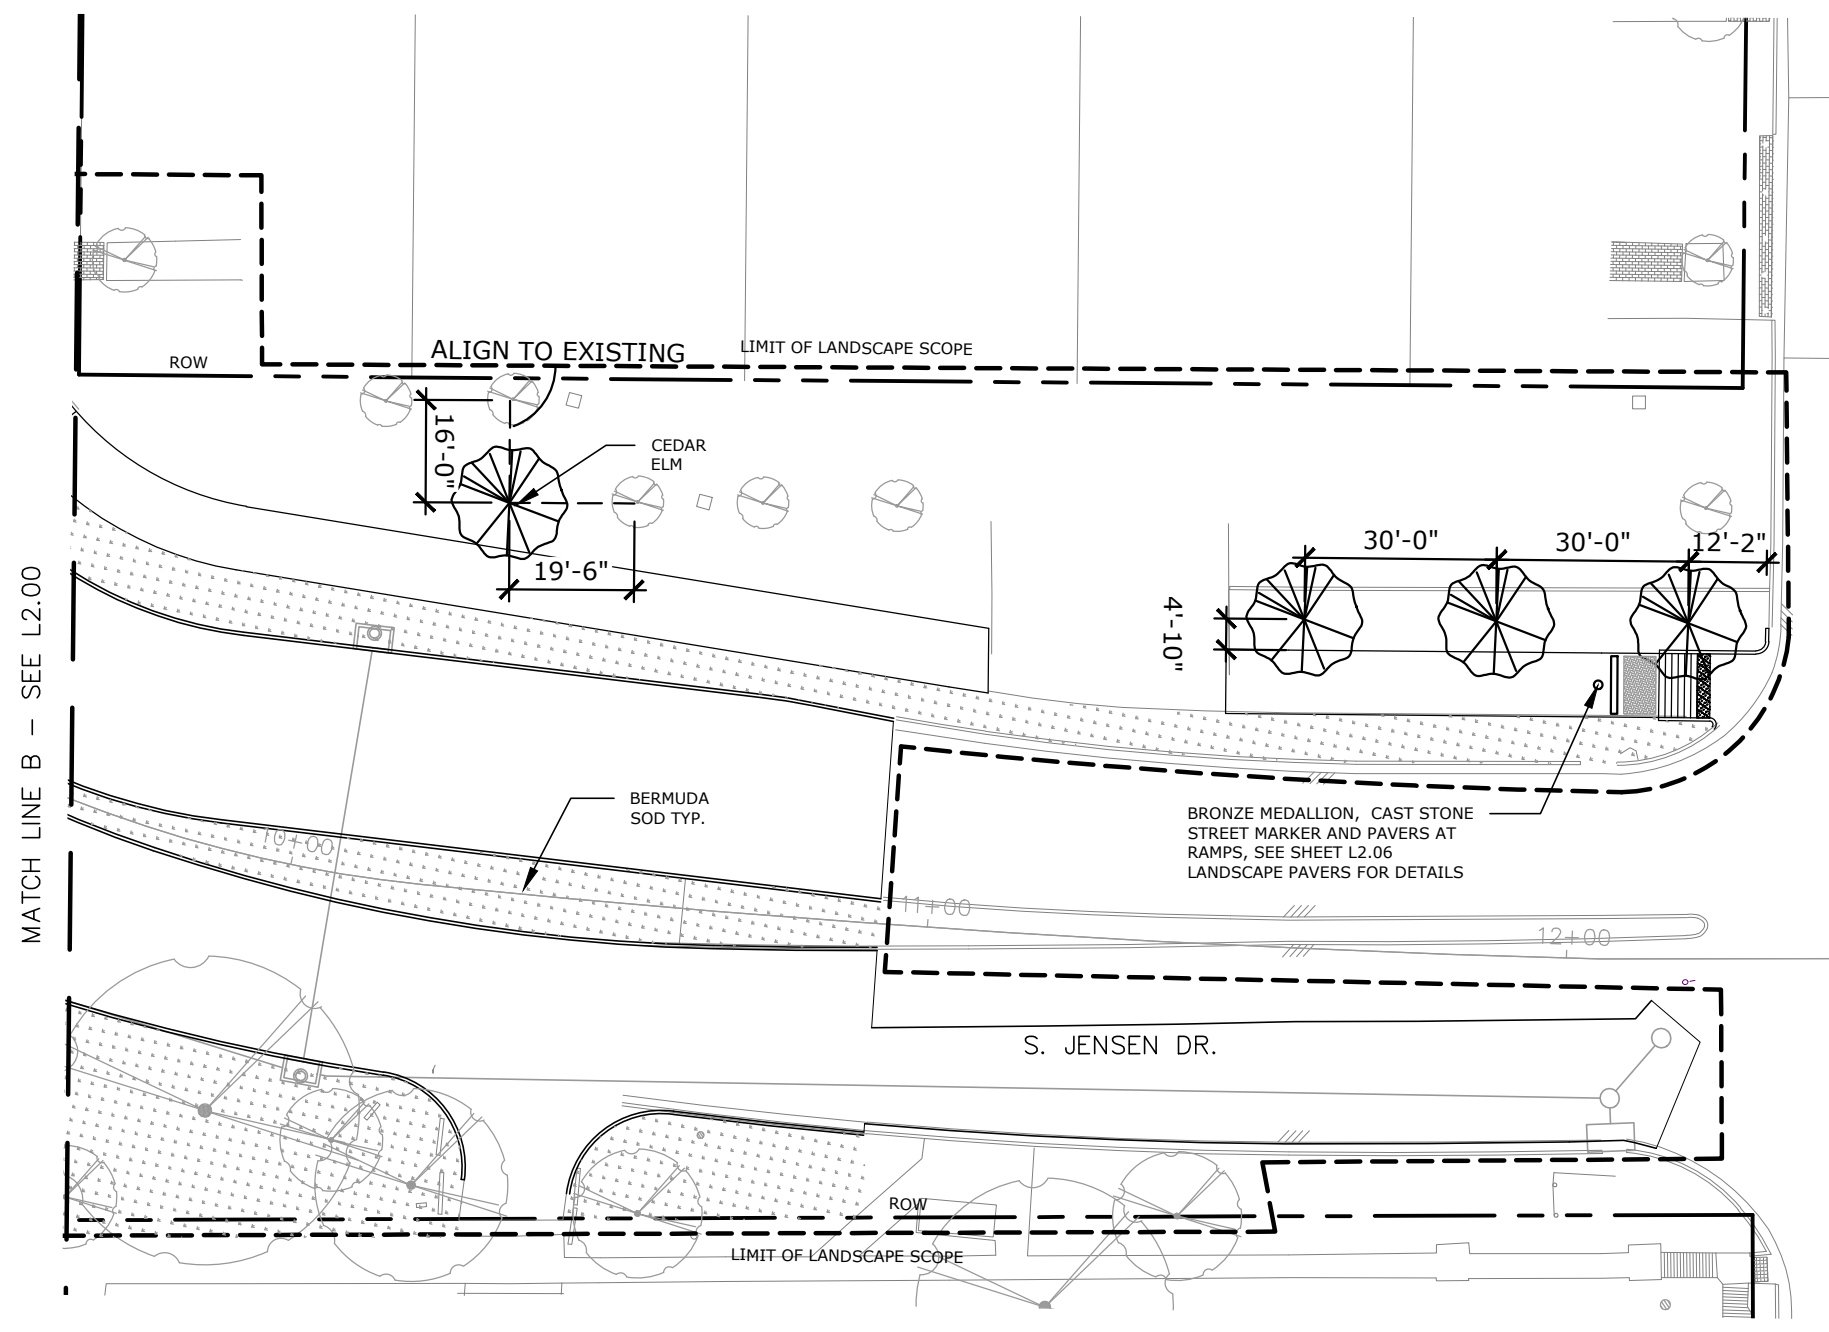 ALIGN TO EXISTING
LIMIT OF LANDSCAPE SCOPE
ROW
16'-0"
CEDAR
ELM
19'-6"
30'-0"
30'-0"
12'-2"
4'-10"
MATCH LINE B - SEE L2.00
BERMUDA
SOD TYP.
BRONZE MEDALLION, CAST STONE
STREET MARKER AND PAVERS AT
RAMPS, SEE SHEET L2.06
LANDSCAPE PAVERS FOR DETAILS
10+00
11+00
12+00
S. JENSEN DR.
ROW
LIMIT OF LANDSCAPE SCOPE